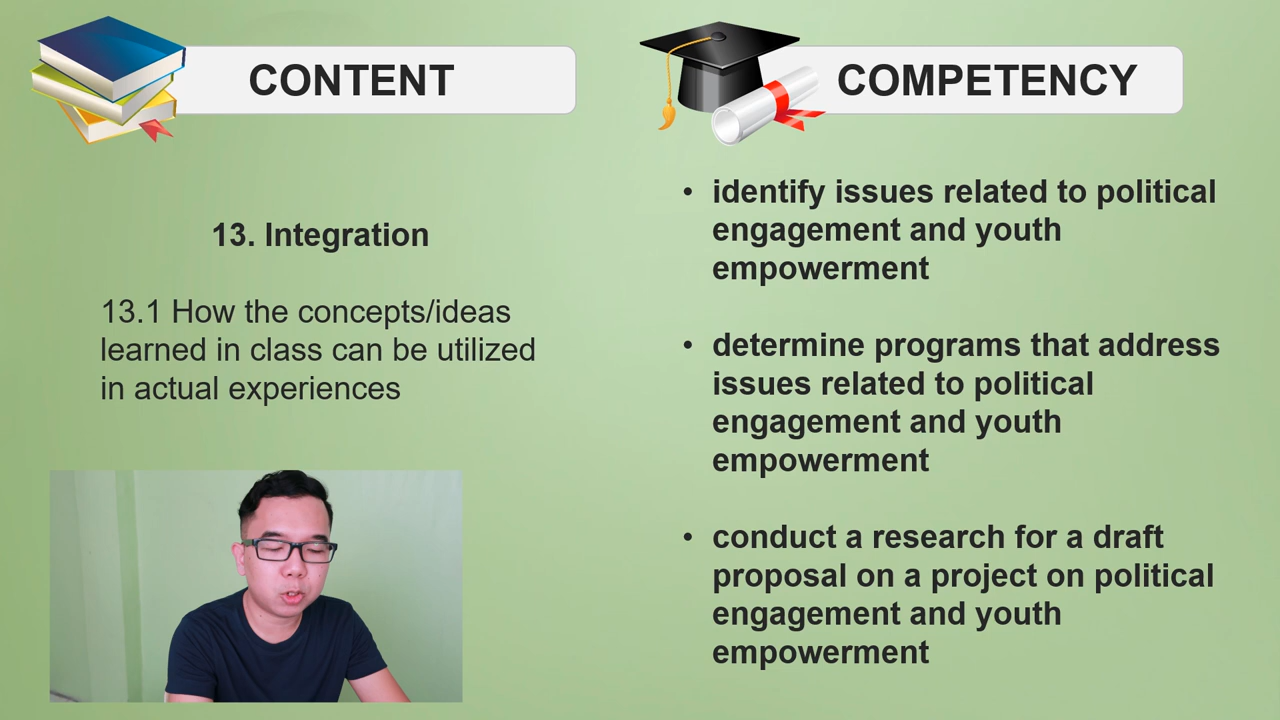 CONTENT
13. Integration
13.1 How the concepts/ideas
learned in class can be utilized
in actual experiences
COMPETENCY
• identify issues related to political
engagement and youth
empowerment
• determine programs that address
issues related to political
engagement and youth
empowerment
• conduct a research for a draft
proposal on a project on political
engagement and youth
empowerment